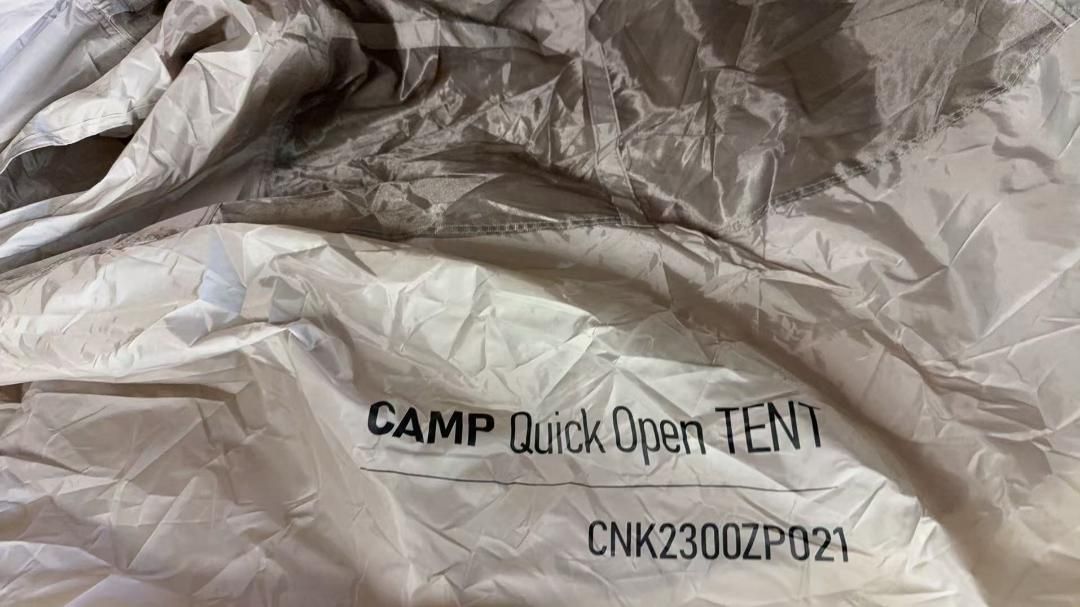 CAMP Quick Open TENT
CNK2300ZP021